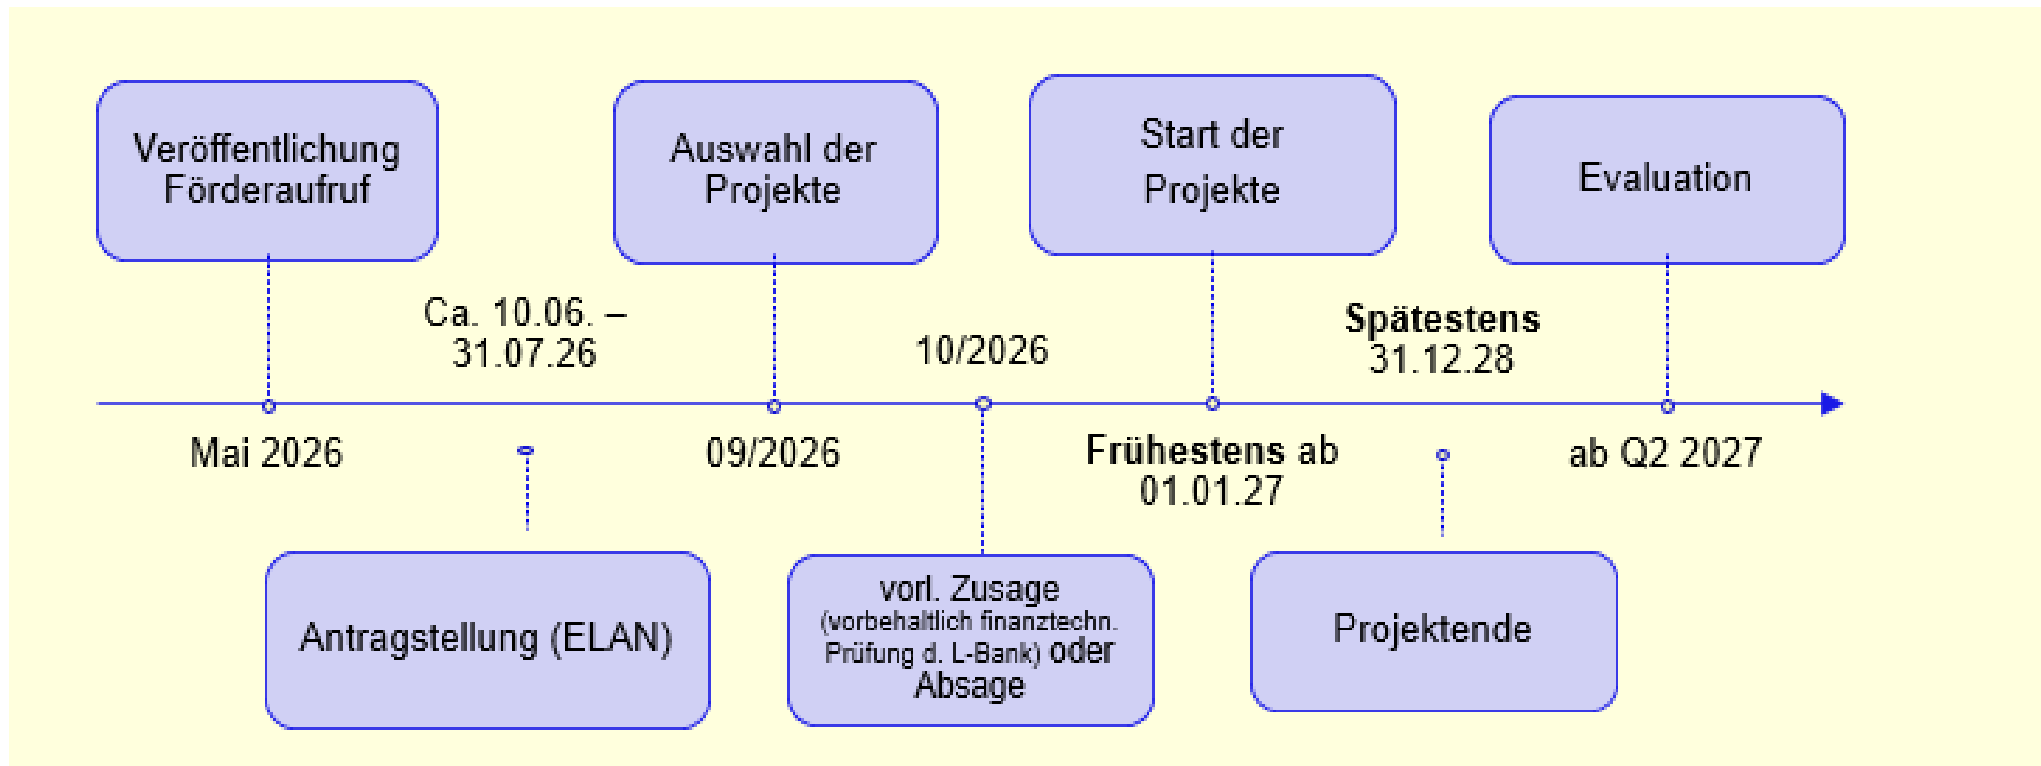 Veröffentlichung
Förderaufruf
Auswahl der
Projekte
Start der
Projekte
Evaluation
Ca. 10.06. –
31.07.26
10/2026
Spätestens
31.12.28
Mai 2026
09/2026
Frühestens ab
01.01.27
ab Q2 2027
Antragstellung (ELAN)
vorl. Zusage
(vorbehaltlich finanztechn.
Prüfung d. L-Bank) oder
Absage
Projektende